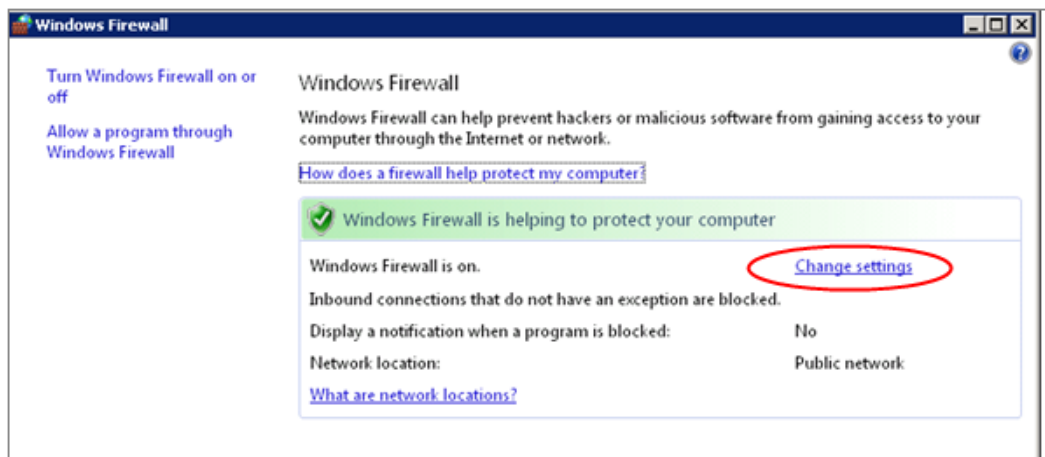 Windows Firewall
Turn Windows Firewall on or
off
Allow a program through
Windows Firewall
Windows Firewall
Windows Firewall can help prevent hackers or malicious software from gaining access to your
computer through the Internet or network.
How does a firewall help protect my computer?
Windows Firewall is helping to protect your computer
Windows Firewall is on. Change settings
Inbound connections that do not have an exception are blocked.
Display a notification when a program is blocked: No
Network location: Public network
What are network locations?